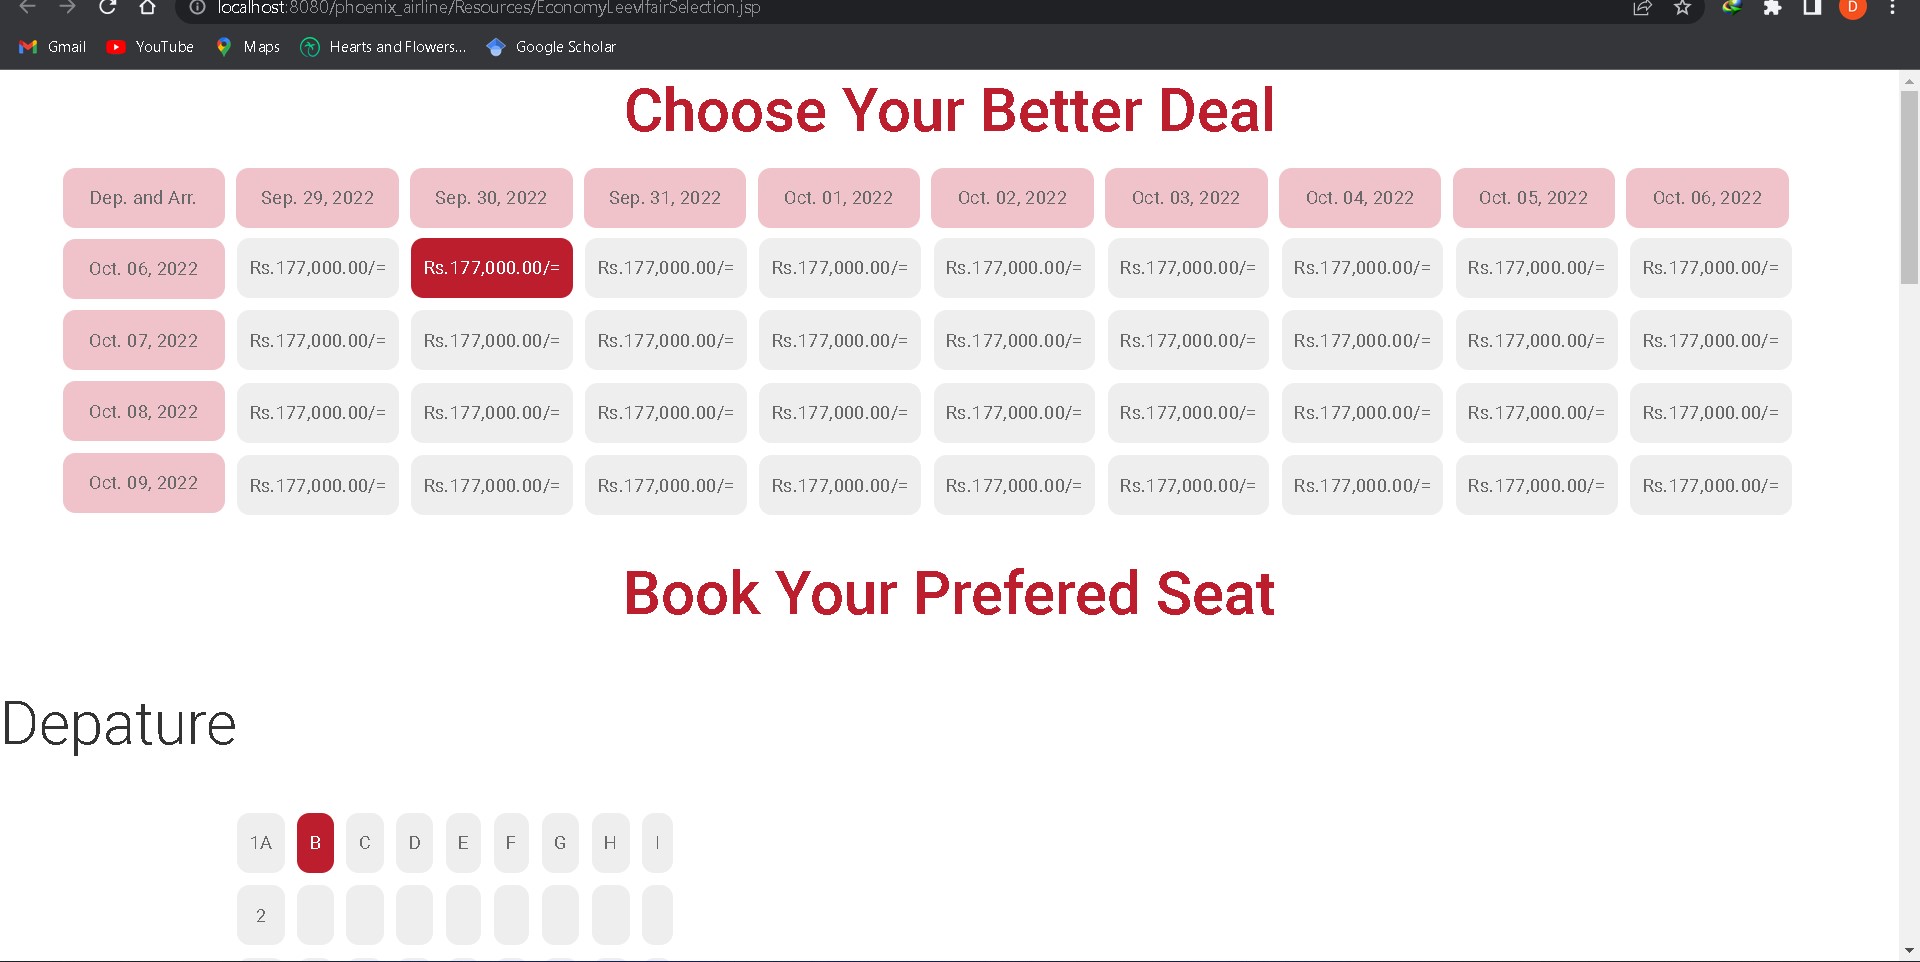 localhost:8080/phoenix_airline/Resources/EconomyLeevlfairSelection.jsp D
Gmail YouTube Maps Hearts and Flowers... Google Scholar
Choose Your Better Deal
Dep. and Arr. Sep. 29, 2022 Sep. 30, 2022 Sep. 31, 2022 Oct. 01, 2022 Oct. 02, 2022 Oct. 03, 2022 Oct. 04, 2022 Oct. 05, 2022 Oct. 06, 2022
Oct. 06, 2022 Rs.177,000.00/= Rs.177,000.00/= Rs.177,000.00/= Rs.177,000.00/= Rs.177,000.00/= Rs.177,000.00/= Rs.177,000.00/= Rs.177,000.00/= Rs.177,000.00/=
Oct. 07, 2022 Rs.177,000.00/= Rs.177,000.00/= Rs.177,000.00/= Rs.177,000.00/= Rs.177,000.00/= Rs.177,000.00/= Rs.177,000.00/= Rs.177,000.00/= Rs.177,000.00/=
Oct. 08, 2022 Rs.177,000.00/= Rs.177,000.00/= Rs.177,000.00/= Rs.177,000.00/= Rs.177,000.00/= Rs.177,000.00/= Rs.177,000.00/= Rs.177,000.00/= Rs.177,000.00/=
Oct. 09, 2022 Rs.177,000.00/= Rs.177,000.00/= Rs.177,000.00/= Rs.177,000.00/= Rs.177,000.00/= Rs.177,000.00/= Rs.177,000.00/= Rs.177,000.00/= Rs.177,000.00/=
Book Your Prefered Seat
Depature
1A B C D E F G H I
2